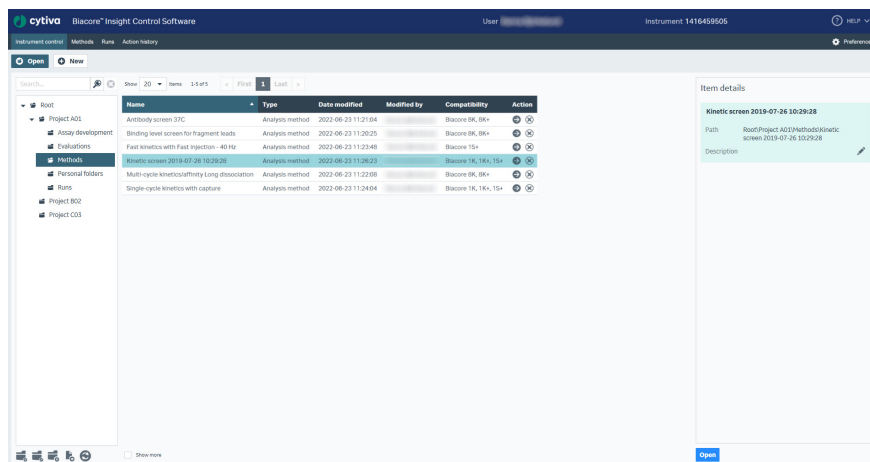 cytiva Biacore™ Insight Control Software User Instrument 1416459505 HELP
Instrument control Methods Runs Action history Preference
Open New
Search... Show 20 Items 1-5 of 5 First 1 Last
Item details
Root
Project A01
Assay development
Evaluations
Methods
Personal folders
Runs
Project B02
Project C03
Name Type Date modified Modified by Compatibility Action
Antibody screen 37C Analysis method 2022-06-23 11:21:04 Biacore 8K, 8K+
Binding level screen for fragment leads Analysis method 2022-06-23 11:20:25 Biacore 8K, 8K+
Fast kinetics with Fast Injection - 40 Hz Analysis method 2022-06-23 11:23:48 Biacore 1S+
Kinetic screen 2019-07-26 10:29:28 Analysis method 2022-06-23 11:26:23 Biacore 1K, 1K+, 1S+
Multi-cycle kinetics/affinity Long dissociation Analysis method 2022-06-23 11:22:08 Biacore 8K, 8K+
Single-cycle kinetics with capture Analysis method 2022-06-23 11:24:04 Biacore 1K, 1K+, 1S+
Kinetic screen 2019-07-26 10:29:28
Path Root\Project A01\Methods\Kinetic
screen 2019-07-26 10:29:28
Description
Show more
Open